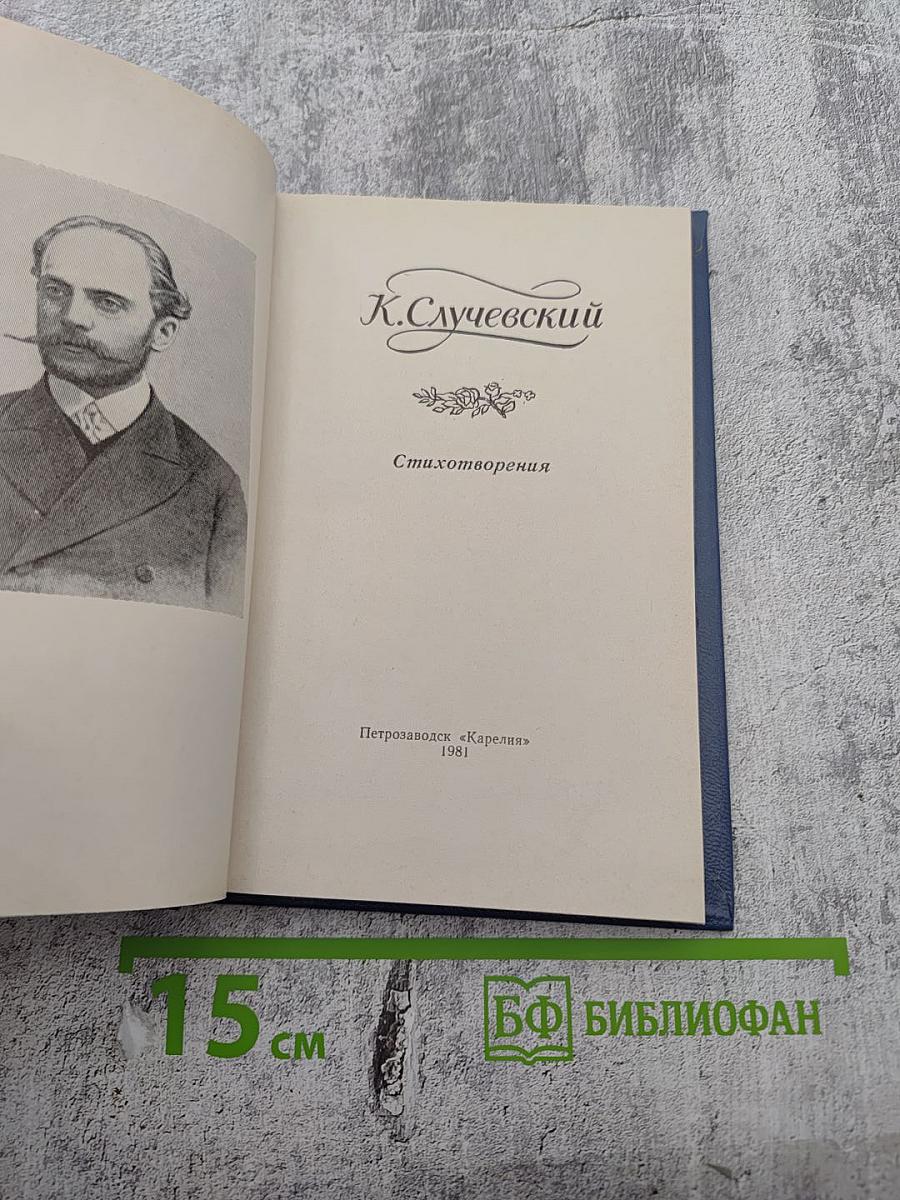 К. Случевский
Стихотворения
Петрозаводск «Карелия»
1981
15 см
БФ БИБЛИОФАН